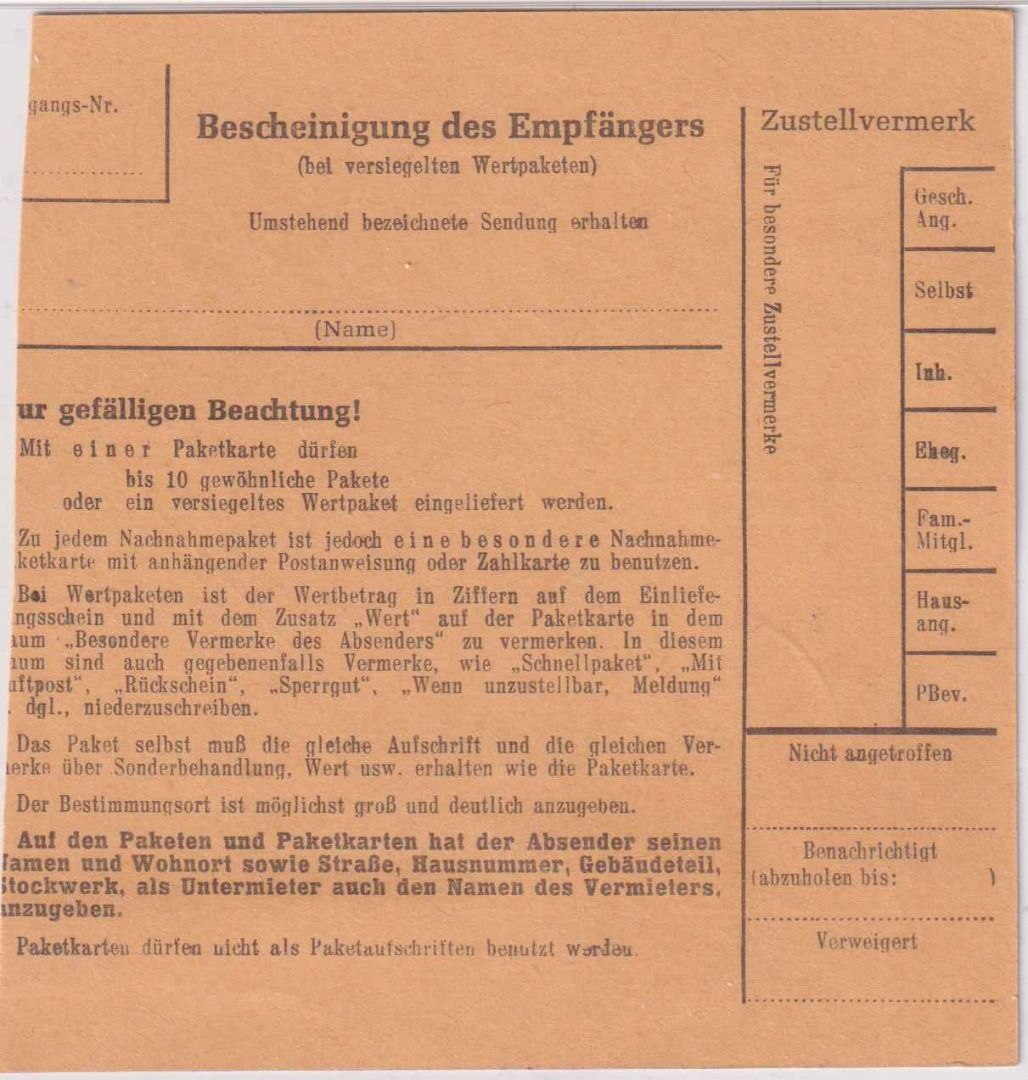 gangs-Nr.
Bescheinigung des Empfängers
(bei versiegelten Wertpaketen)
Umstehend bezeichnete Sendung erhalten
(Name)
ur gefälligen Beachtung!
Mit einer Paketkarte dürfen
bis 10 gewöhnliche Pakete
oder ein versiegeltes Wertpaket eingeliefert werden.
Zu jedem Nachnahmepaket ist jedoch eine besondere Nachnahme-
ketkarte mit anhängender Postanweisung oder Zahlkarte zu benutzen.
Bei Wertpaketen ist der Wertbetrag in Ziffern auf dem Einliefe-
ngsschein und mit dem Zusatz „Wert“ auf der Paketkarte in dem
aum „Besondere Vermerke des Absenders“ zu vermerken. In diesem
aum sind auch gegebenenfalls Vermerke, wie „Schnellpaket“, „Mit
uftpost“, „Rückschein“, „Sperrgut“, „Wenn unzustellbar, Meldung“
. dgl., niederzuschreiben.
Das Paket selbst muß die gleiche Aufschrift und die gleichen Ver-
erke über Sonderbehandlung, Wert usw. erhalten wie die Paketkarte.
Der Bestimmungsort ist möglichst groß und deutlich anzugeben.
Auf den Paketen und Paketkarten hat der Absender seinen
Namen und Wohnort sowie Straße, Hausnummer, Gebäudeteil,
Stockwerk, als Untermieter auch den Namen des Vermieters,
anzugeben.
Paketkarten dürfen nicht als Paketaufschriften benutzt werden.
Zustellvermerk
Für besondere Zustellvermerke
Gesch.
Ang.
Selbst
Inh.
Eheg.
Fam.-
Mitgl.
Haus-
ang.
PBev.
Nicht angetroffen
Benachrichtigt
(abzuholen bis: )
Verweigert